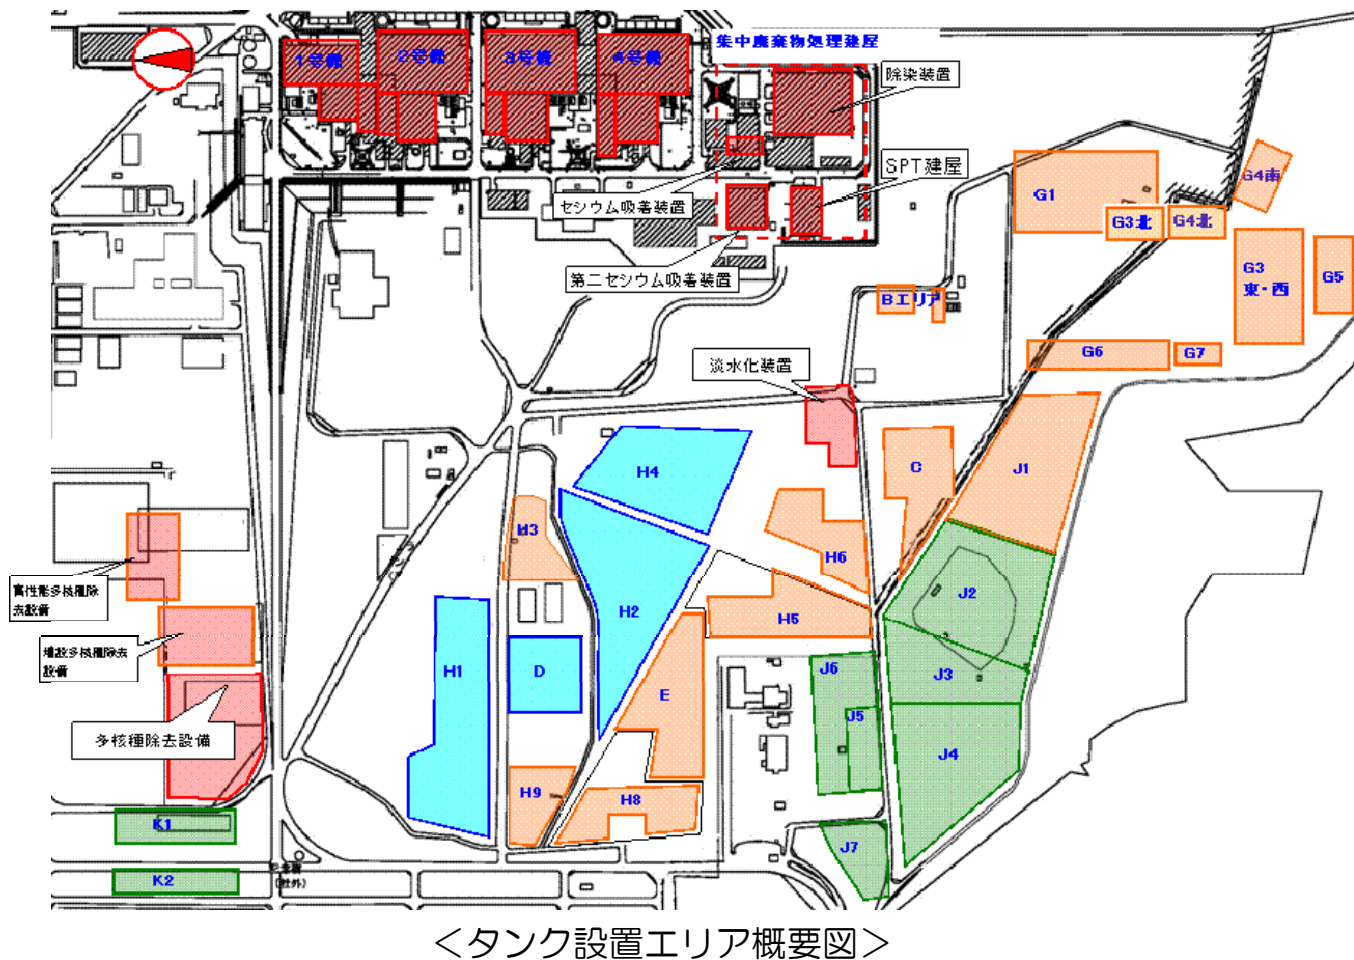 集中廃棄物処理建屋
1号機
2号機
3号機
4号機
除染装置
SPT建屋
セシウム吸着装置
第二セシウム吸着装置
G1
G3北
G4北
G4南
G3
東・西
G5
Bエリア
G6
G7
淡水化装置
H4
C
J1
H3
H6
高性能多核種除
去設備
H2
H5
J2
増設多核種除去
設備
H1
D
E
J6
J3
J5
多核種除去設備
J4
H9
H8
K1
J7
K2
(社外)
<タンク設置エリア概要図>